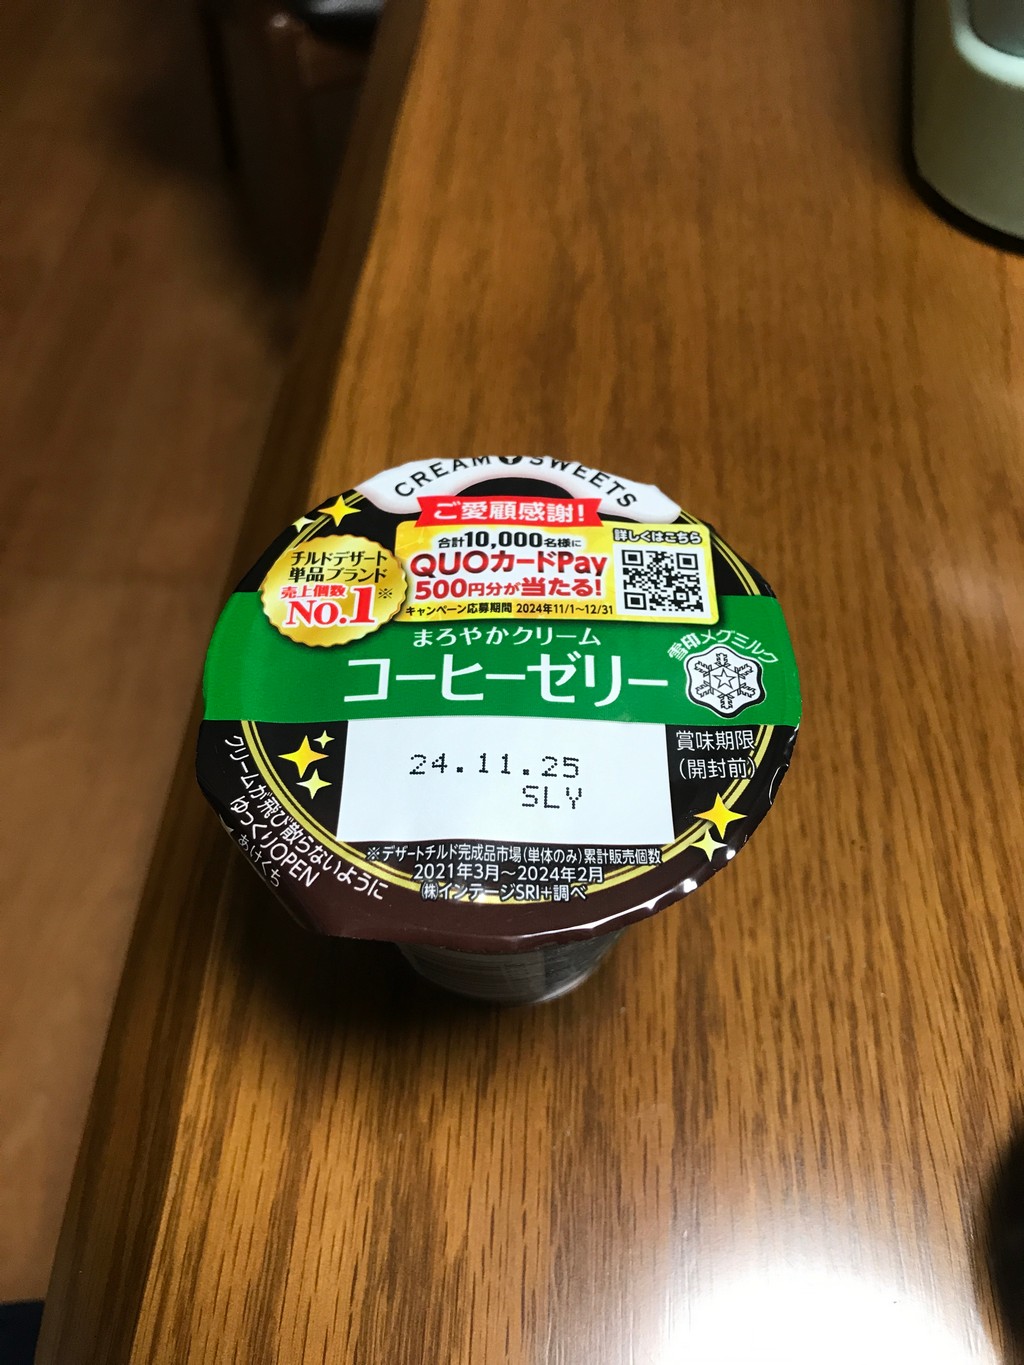 CREAM SWEETS
ご愛顧感謝!
合計10,000名様に
QUOカードPay
500円分が当たる!
キャンペーン応募期間 2024年11/1〜12/31
詳しくはこちら
チルドデザート
単品ブランド
売上個数
No.1※
まろやかクリーム
コーヒーゼリー
雪印メグミルク
24.11.25
SLY
賞味期限
(開封前)
クリームが飛び散らないように
ゆっくりOPEN
あけくち
※デザートチルド完成品市場(単体のみ)累計販売個数
2021年3月〜2024年2月
㈱インテージSRI+調べ